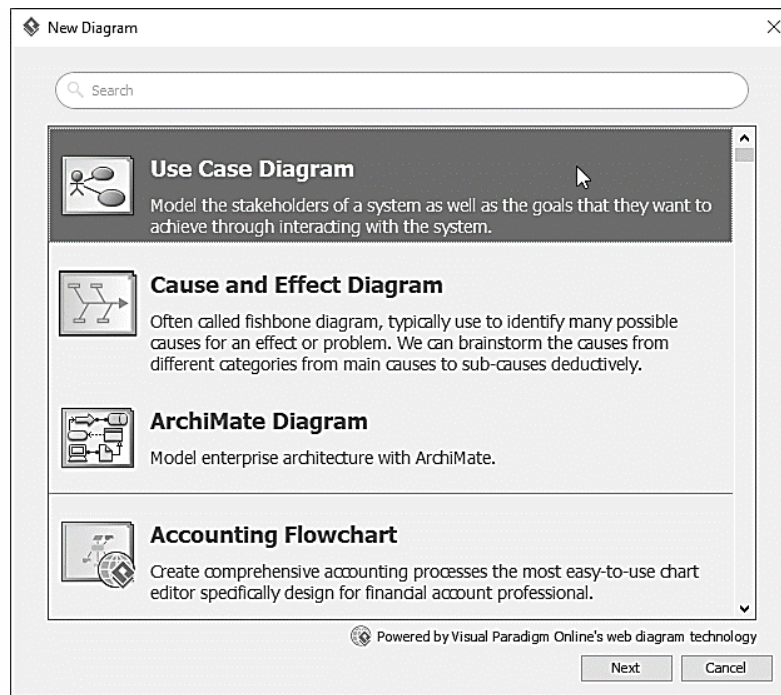 New Diagram
Search
Use Case Diagram
Model the stakeholders of a system as well as the goals that they want to
achieve through interacting with the system.
Cause and Effect Diagram
Often called fishbone diagram, typically use to identify many possible
causes for an effect or problem. We can brainstorm the causes from
different categories from main causes to sub-causes deductively.
ArchiMate Diagram
Model enterprise architecture with ArchiMate.
Accounting Flowchart
Create comprehensive accounting processes the most easy-to-use chart
editor specifically design for financial account professional.
Powered by Visual Paradigm Online's web diagram technology
Next Cancel